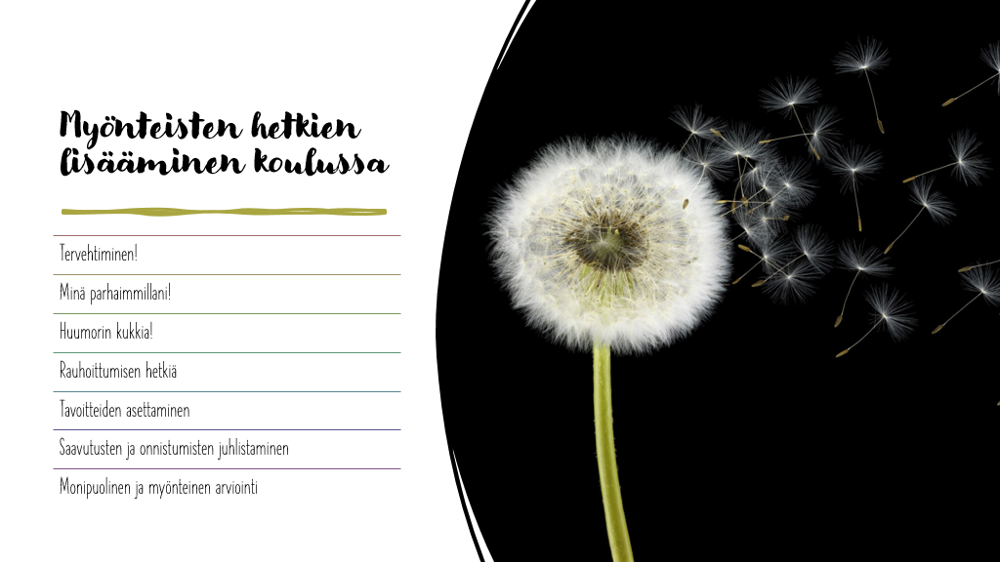 Myönteisten hetkien
lisääminen koulussa
Tervehtiminen!
Minä parhaimmillani!
Huumorin kukkia!
Rauhoittumisen hetkiä
Tavoitteiden asettaminen
Saavutusten ja onnistumisten juhlistaminen
Monipuolinen ja myönteinen arviointi